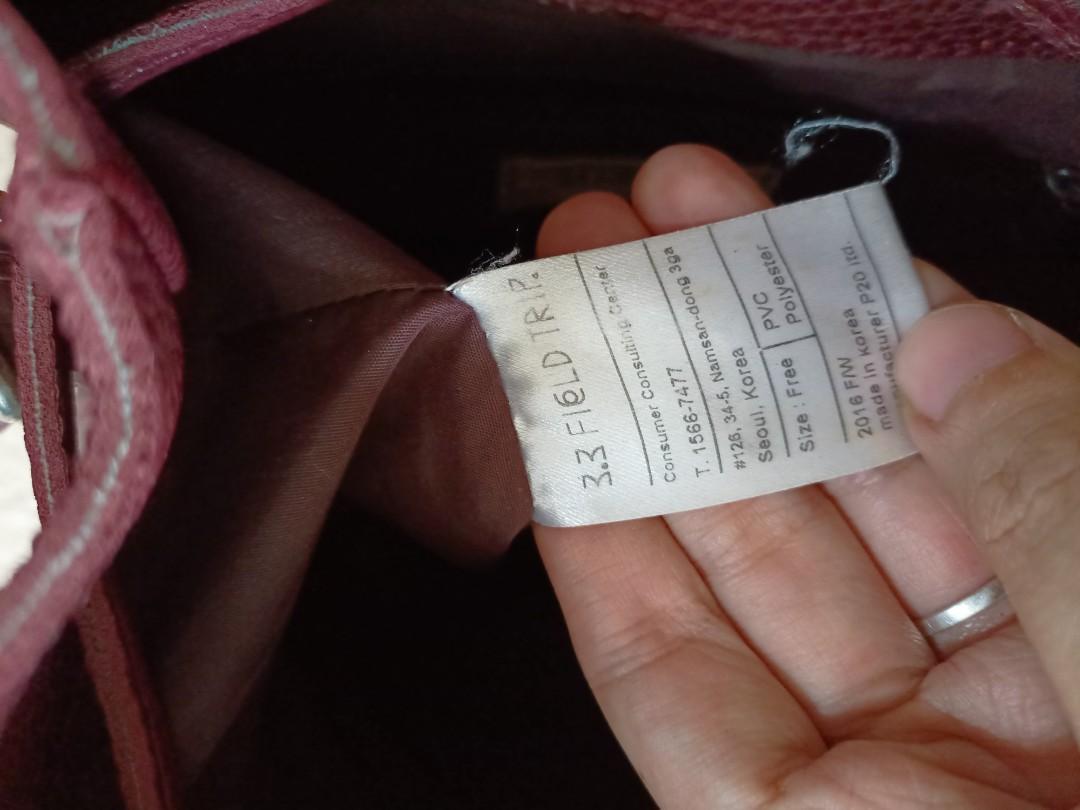 3.3 FIELD TRIP.
Consumer Consulting Center
T. 1566-7477
#126, 34-5, Namsan-dong 3ga
Seoul, Korea
Size : Free
PVC
Polyester
2016 F/W
made in Korea
manufacturer P20 ltd.